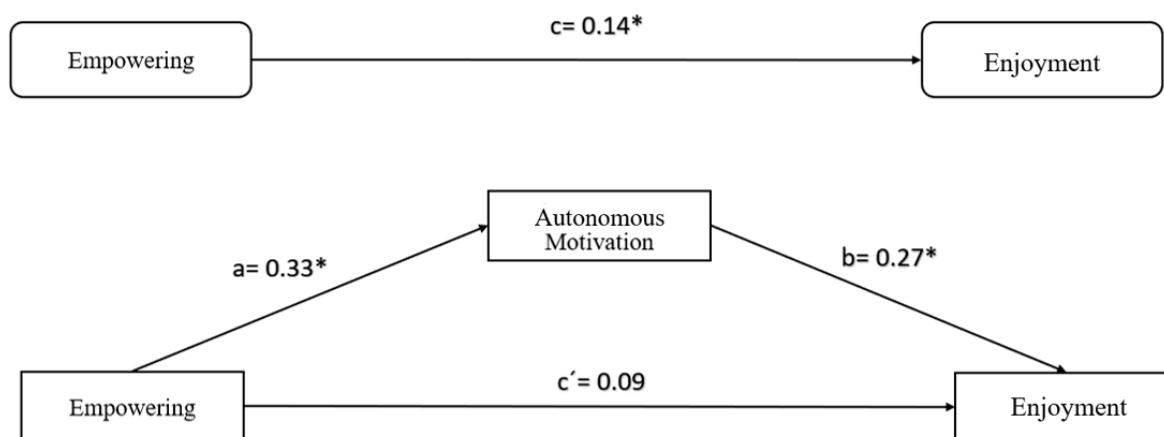 c= 0.14*
Empowering
Enjoyment
Autonomous
Motivation
a= 0.33*
b= 0.27*
c´= 0.09
Empowering
Enjoyment